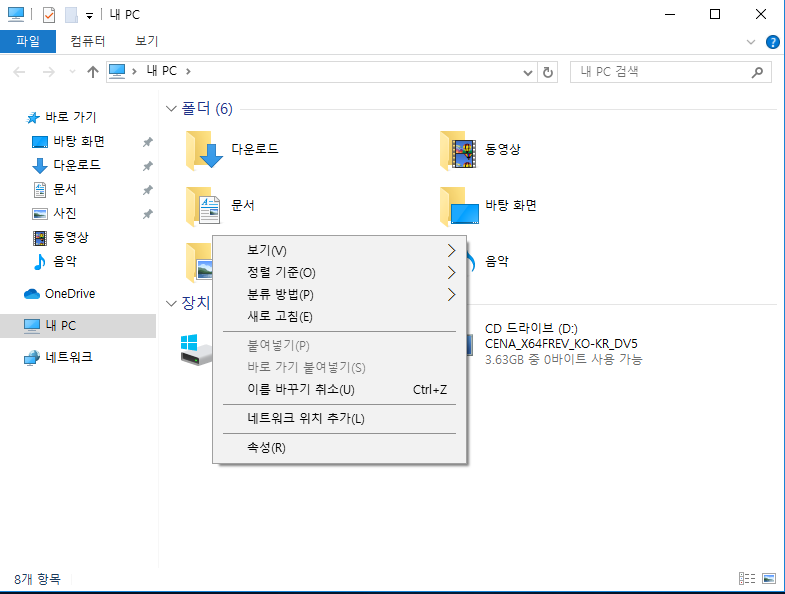 내 PC
파일 컴퓨터 보기
내 PC
내 PC 검색
바로 가기
바탕 화면
다운로드
문서
사진
동영상
음악
OneDrive
내 PC
네트워크
폴더 (6)
다운로드
동영상
문서
바탕 화면
음악
장치
CD 드라이브 (D:)
CENA_X64FREV_KO-KR_DV5
3.63GB 중 0바이트 사용 가능
보기(V)
정렬 기준(O)
분류 방법(P)
새로 고침(E)
붙여넣기(P)
바로 가기 붙여넣기(S)
이름 바꾸기 취소(U) Ctrl+Z
네트워크 위치 추가(L)
속성(R)
8개 항목